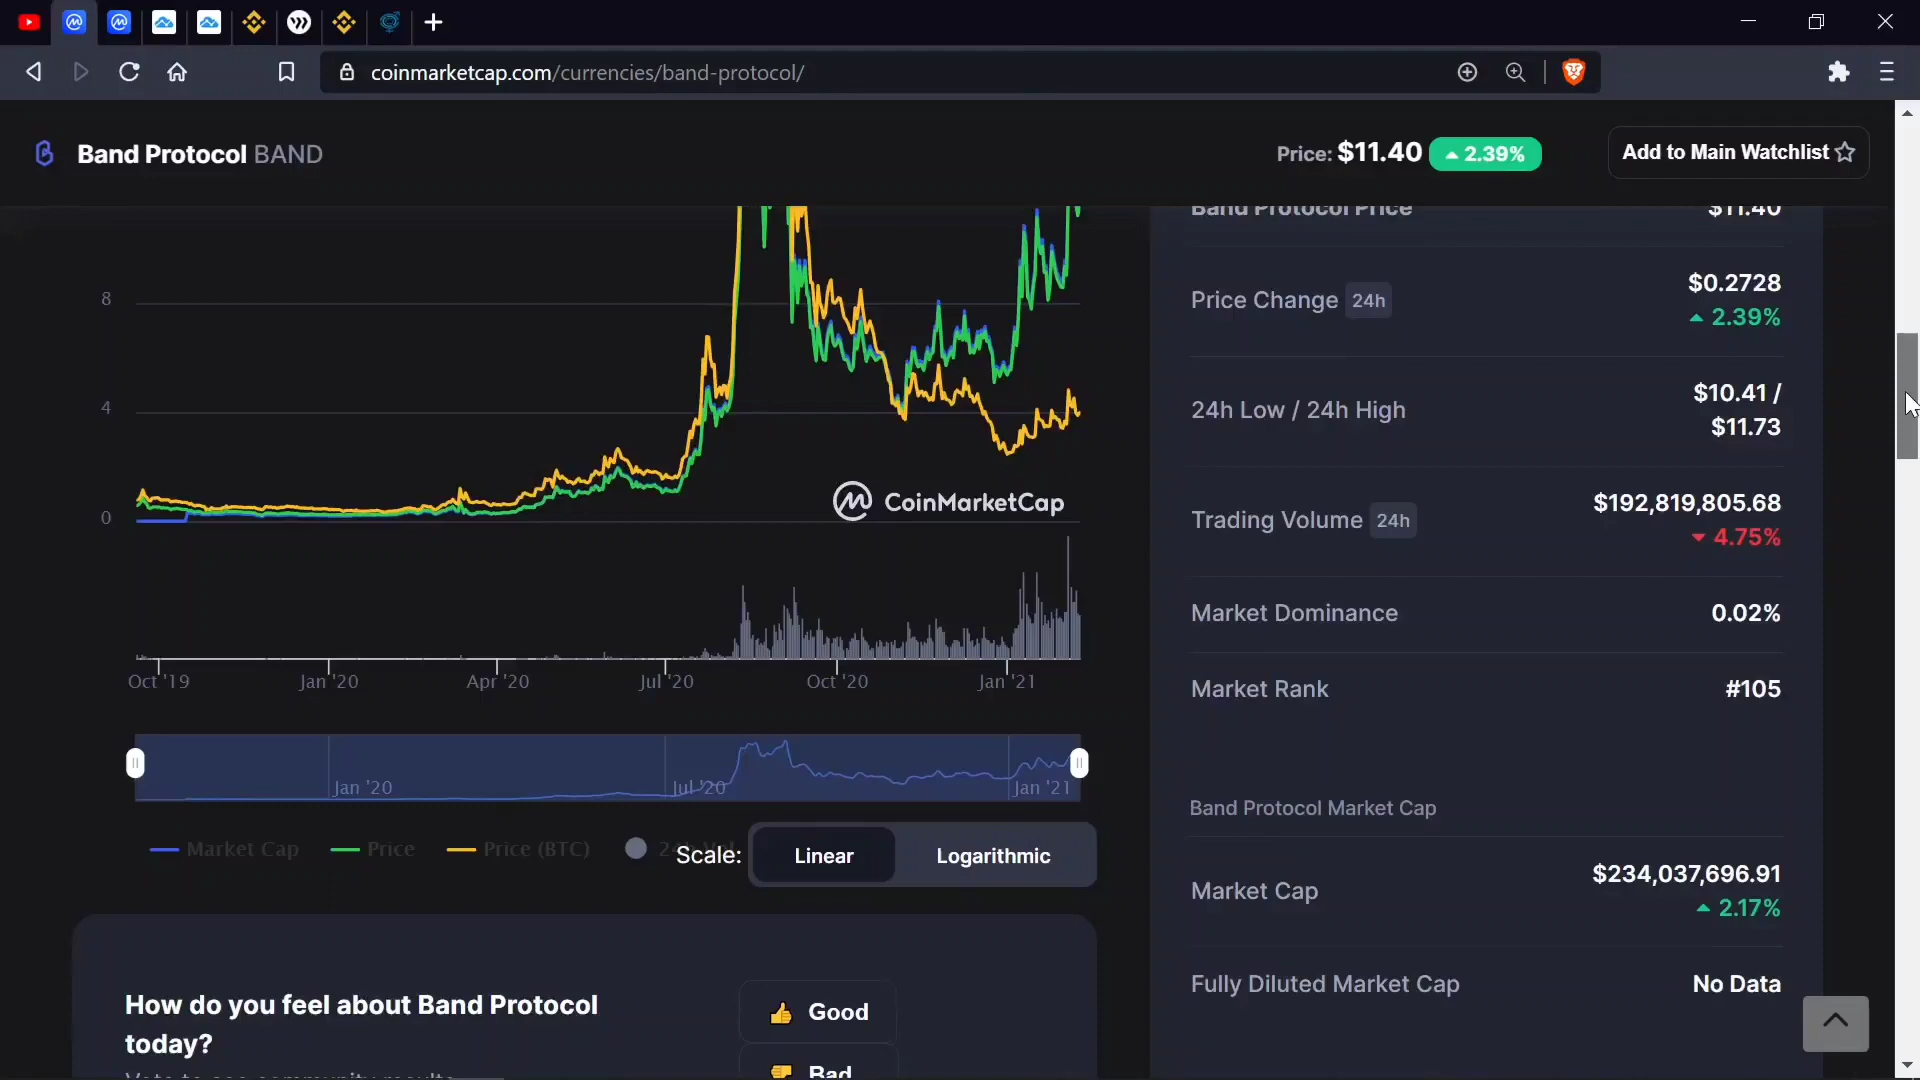 coinmarketcap.com/currencies/band-protocol/
Band Protocol BAND
Price: $11.40 2.39%
Add to Main Watchlist
Band Protocol Price
$11.40
Price Change 24h
$0.2728
2.39%
24h Low / 24h High
$10.41 /
$11.73
Trading Volume 24h
$192,819,805.68
4.75%
Market Dominance
0.02%
Market Rank
#105
Band Protocol Market Cap
Market Cap
$234,037,696.91
2.17%
Fully Diluted Market Cap
No Data
8
4
0
CoinMarketCap
Oct '19
Jan '20
Apr '20
Jul '20
Oct '20
Jan '21
Jan '20
Jul '20
Jan '21
Market Cap
Price
Price (BTC)
Scale:
Linear
Logarithmic
How do you feel about Band Protocol
today?
Good
Bad